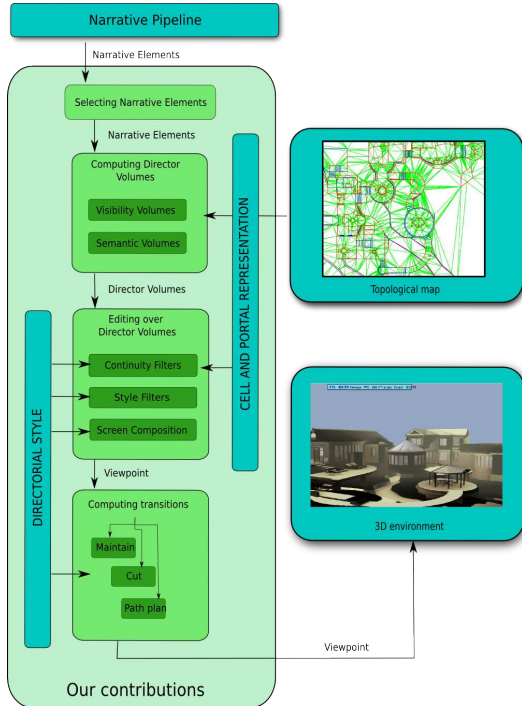 Narrative Pipeline
Narrative Elements
Selecting Narrative Elements
Narrative Elements
Computing Director
Volumes
Visibility Volumes
Semantic Volumes
CELL AND PORTAL REPRESENTATION
Topological map
Director Volumes
Editing over
Director Volumes
Continuity Filters
Style Filters
Screen Composition
DIRECTORIAL STYLE
Viewpoint
Computing transitions
Maintain
Cut
Path plan
3D environment
Viewpoint
Our contributions